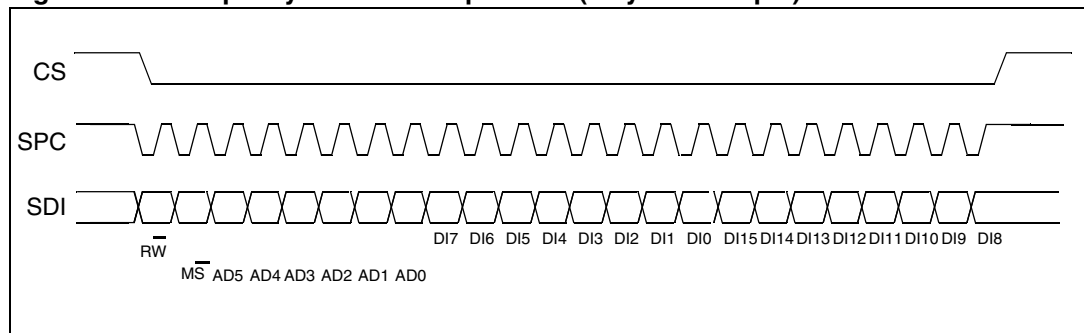 CS
SPC
SDI
DI7 DI6 DI5 DI4 DI3 DI2 DI1 DI0 DI15 DI14 DI13 DI12 DI11 DI10 DI9 DI8
RW
MS AD5 AD4 AD3 AD2 AD1 AD0